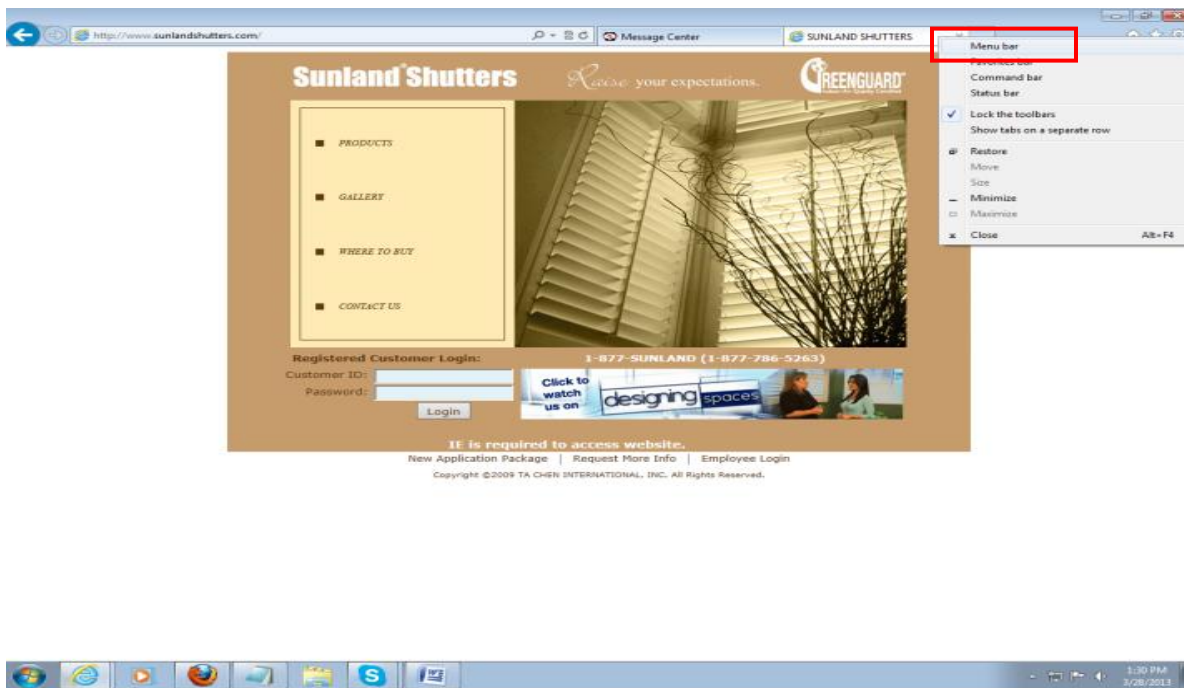 http://www.sunlandshutters.com/
Message Center
SUNLAND SHUTTERS
Menu bar
Favorites bar
Command bar
Status bar
Lock the toolbars
Show tabs on a separate row
Restore
Move
Size
Minimize
Maximize
Close Alt+F4
Sunland Shutters
Raise your expectations.
GREENGUARD
PRODUCTS
GALLERY
WHERE TO BUY
CONTACT US
Registered Customer Login:
1-877-SUNLAND (1-877-786-5263)
Customer ID:
Password:
Login
Click to
watch
us on
designing spaces
IE is required to access website.
New Application Package | Request More Info | Employee Login
Copyright ©2009 TA CHEN INTERNATIONAL, INC. All Rights Reserved.
1:30 PM
3/28/2013